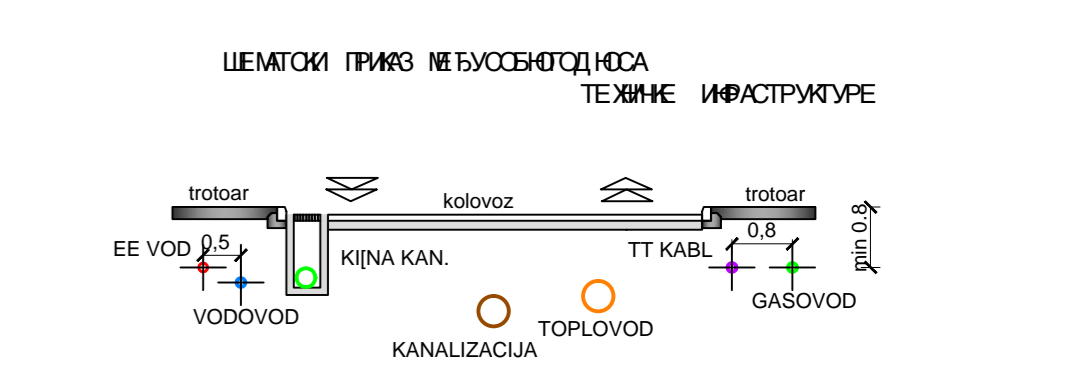 ШЕМАТСКИ ПРИКАЗ МЕЂУСОБНОГ ОДНОСА
ТЕХНИЧКЕ ИНФРАСТРУКТУРЕ
trotoar
kolovoz
trotoar
EE VOD
0,5
KI[NA KAN.
TT KABL
0,8
min 0.8
VODOVOD
GASOVOD
TOPLOVOD
KANALIZACIJA